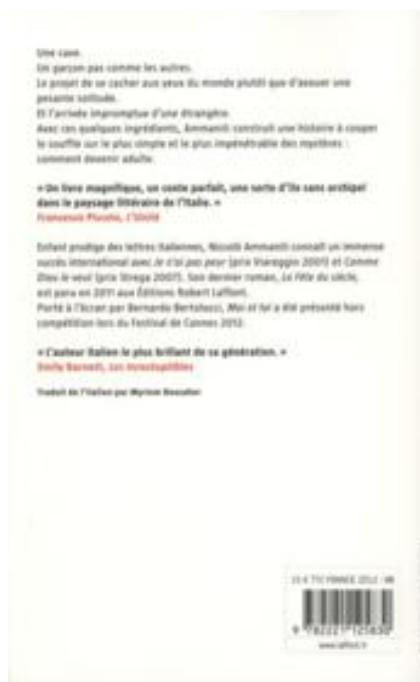 Une cave.
Un garçon pas comme les autres.
Le projet de se cacher aux yeux du monde plutôt que d'avouer une
pesante solitude.
Et l'arrivée impromptue d'une étrangère.
Avec ces quelques ingrédients, Ammaniti construit une histoire à couper
le souffle sur le plus simple et le plus impénétrable des mystères :
comment devenir adulte.
« Un livre magnifique, un conte parfait, une sorte d'île sans archipel
dans le paysage littéraire de l'Italie. »
Francesco Piccolo, L'Unità
Enfant prodige des lettres italiennes, Niccolò Ammaniti connaît un immense
succès international avec Je n'ai pas peur (prix Viareggio 2001) et Comme
Dieu le veut (prix Strega 2007). Son dernier roman, La Fête du siècle,
est paru en 2011 aux Éditions Robert Laffont.
Porté à l'écran par Bernardo Bertolucci, Moi et toi a été présenté hors
compétition lors du Festival de Cannes 2012.
« L'auteur italien le plus brillant de sa génération. »
Emily Barnett, Les Inrockuptibles
Traduit de l'italien par Myriem Bouzaher
TTC FRANCE 2012
9 782221 125830
www.laffont.fr